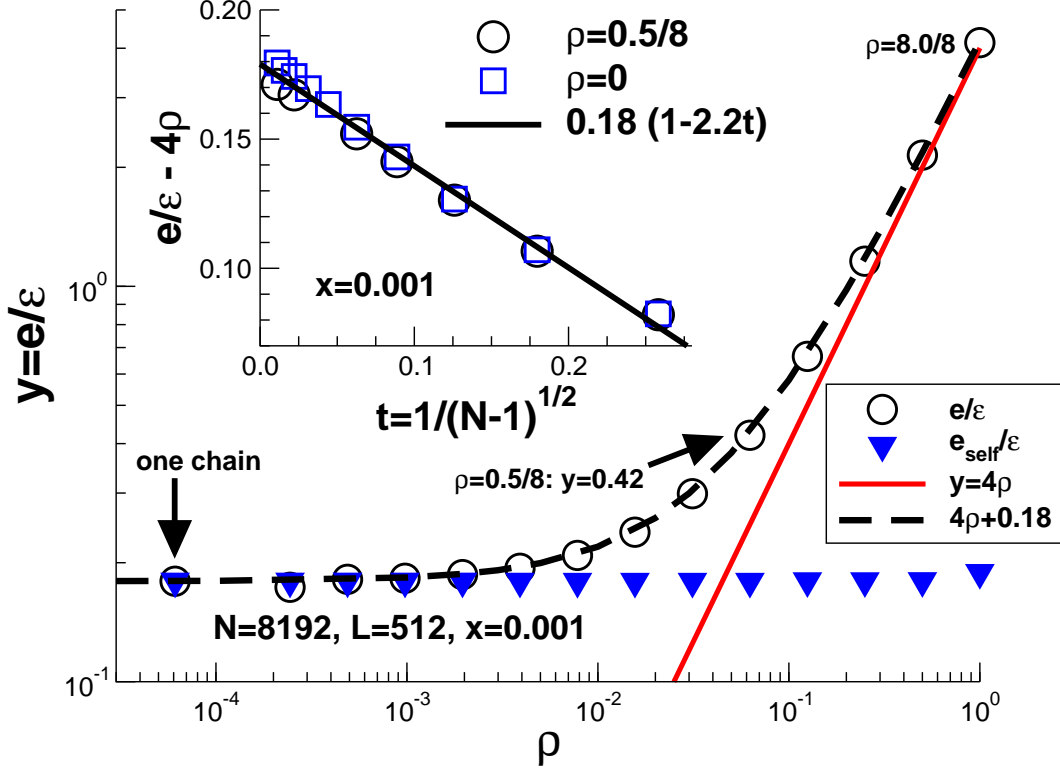 0.20
0.15
0.10
e/ε - 4ρ
ρ=0.5/8
ρ=0
0.18 (1-2.2t)
x=0.001
0.0
0.1
0.2
t=1/(N-1)^1/2
ρ=8.0/8
y=e/ε
10^0
10^-1
one chain
ρ=0.5/8: y=0.42
e/ε
e_self/ε
y=4ρ
4ρ+0.18
N=8192, L=512, x=0.001
10^-4
10^-3
10^-2
10^-1
10^0
ρ